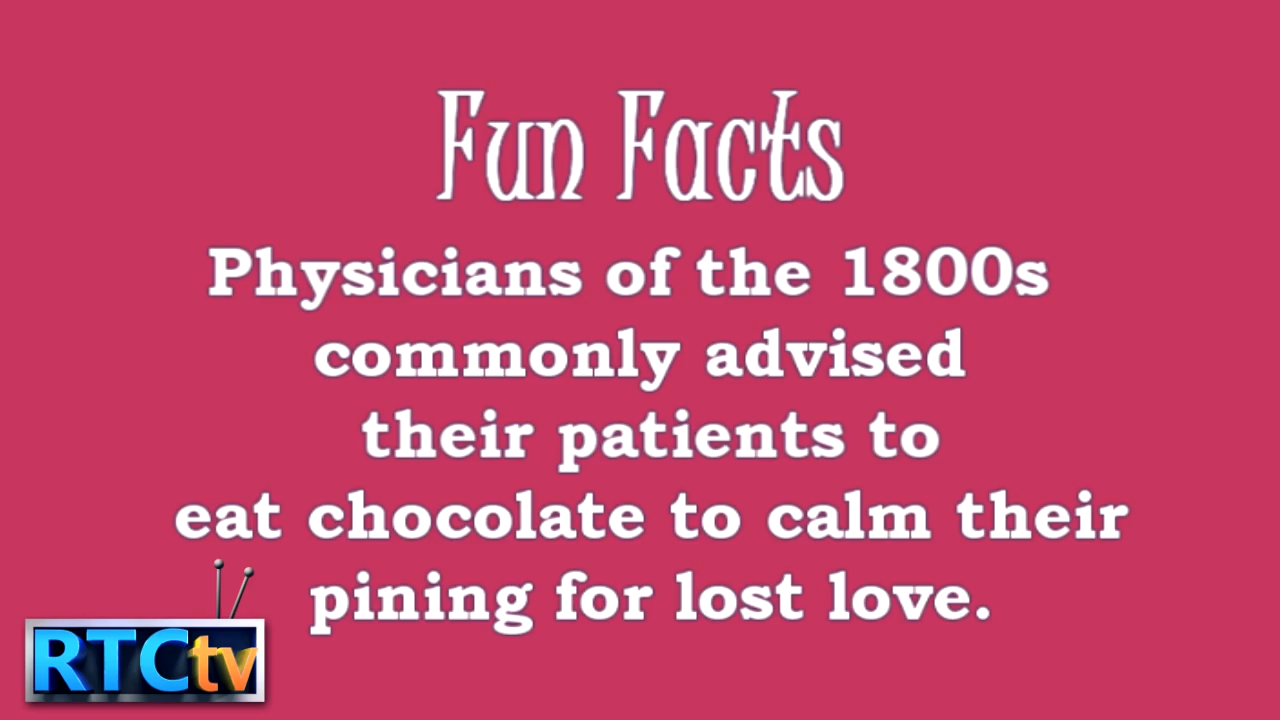 Fun Facts
Physicians of the 1800s
commonly advised
their patients to
eat chocolate to calm their
pining for lost love.
RTCtv